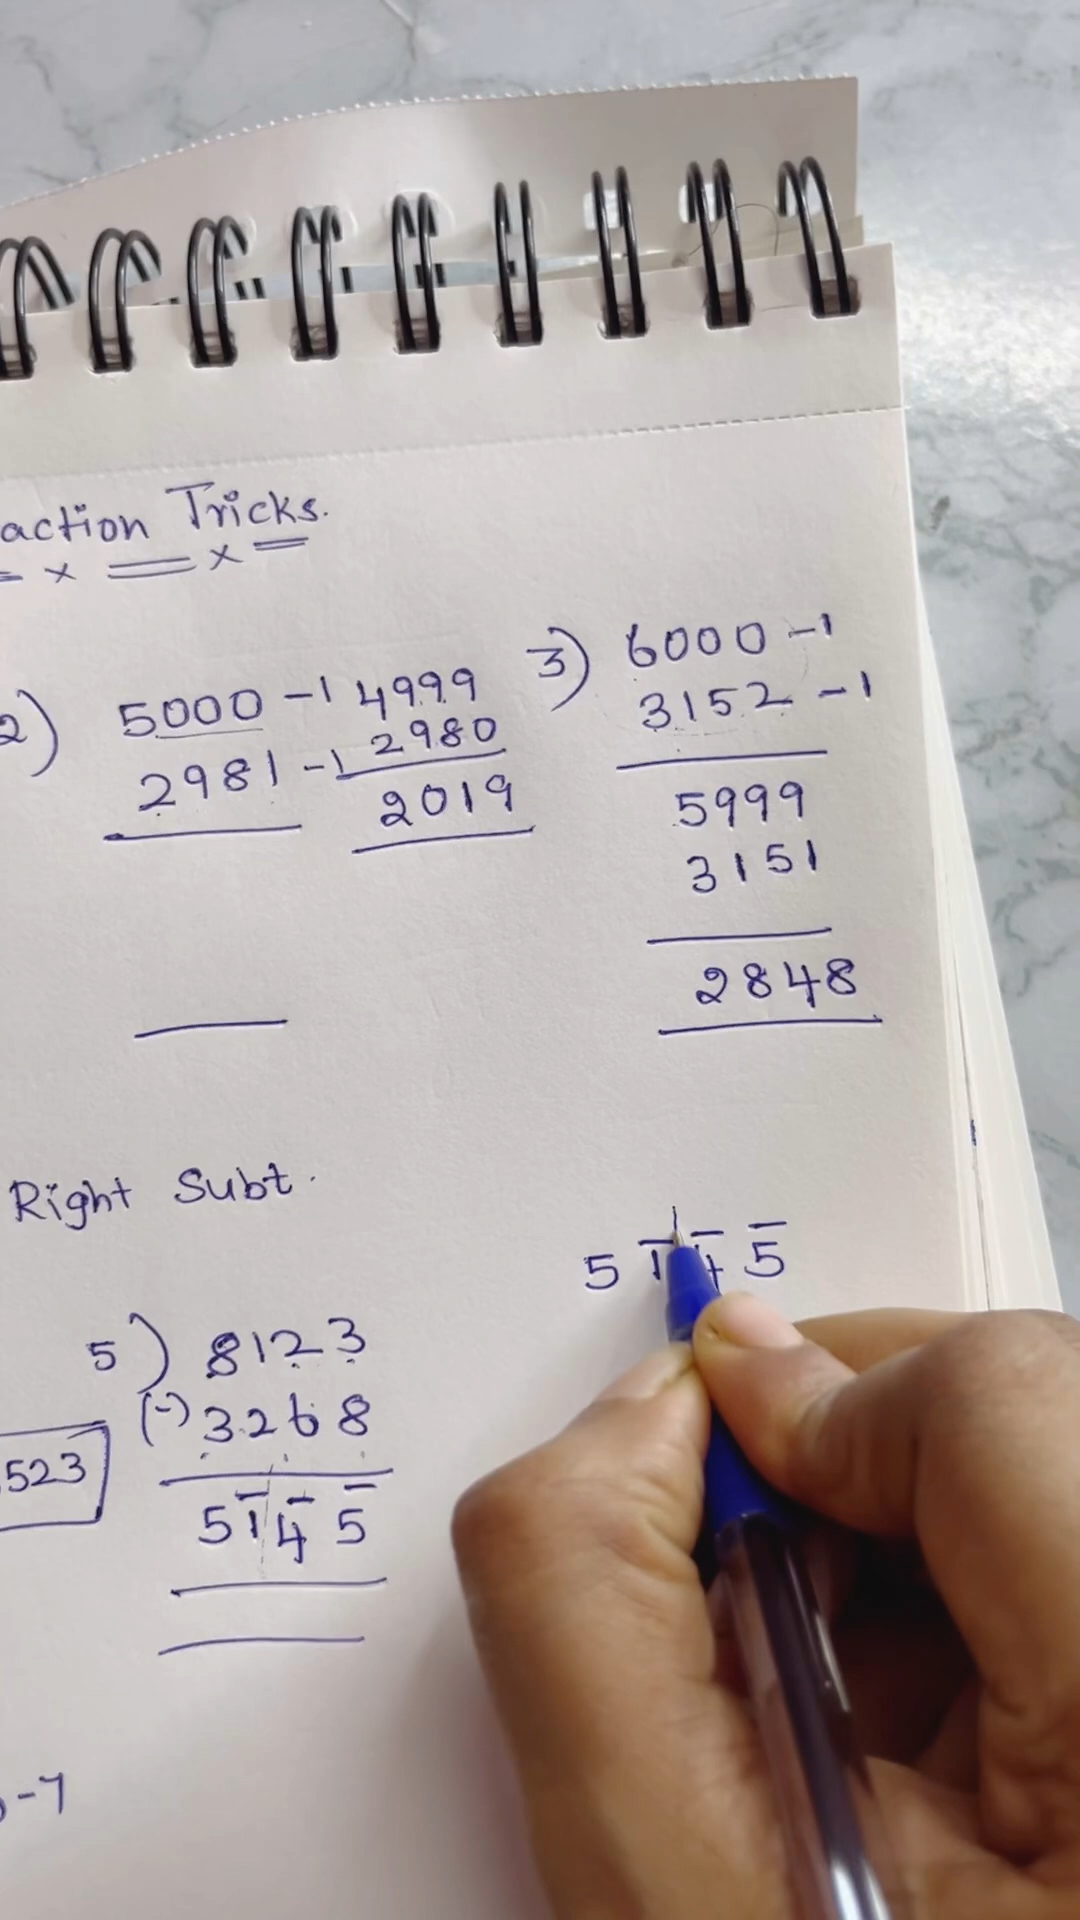 action Tricks.
= x = x =
2) 5000 -1 4999
2981 -1 2980
2019
3) 6000 -1
3152 -1
5999
3151
2848
Right Subt.
5 1̅ 4̅ 5̅
5) 8123
(-) 3268
5 1̅ 4̅ 5̅
523
-7